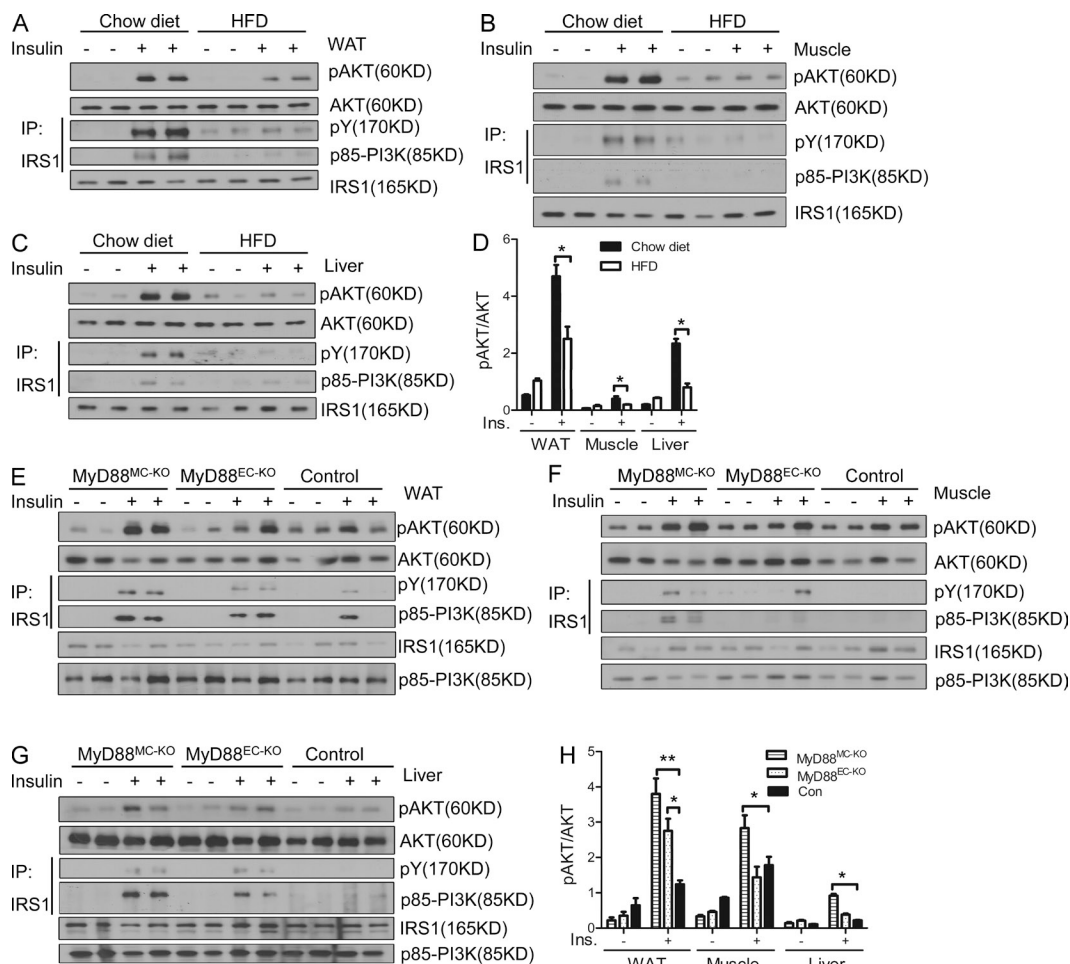 A
Chow diet HFD
Insulin - - + + - - + + WAT
pAKT(60KD)
AKT(60KD)
IP: pY(170KD)
IRS1 p85-PI3K(85KD)
IRS1(165KD)
B
Chow diet HFD
Insulin - - + + - - + + Muscle
pAKT(60KD)
AKT(60KD)
IP: pY(170KD)
IRS1 p85-PI3K(85KD)
IRS1(165KD)
C
Chow diet HFD
Insulin - - + + - - + + Liver
pAKT(60KD)
AKT(60KD)
IP: pY(170KD)
IRS1 p85-PI3K(85KD)
IRS1(165KD)
D
Chow diet
HFD
pAKT/AKT
6
4
2
0
* * *
Ins. - + - + - +
WAT Muscle Liver
E
MyD88MC-KO MyD88EC-KO Control
Insulin - - + + - - + + - - + + WAT
pAKT(60KD)
AKT(60KD)
IP: pY(170KD)
IRS1 p85-PI3K(85KD)
IRS1(165KD)
p85-PI3K(85KD)
F
MyD88MC-KO MyD88EC-KO Control
Insulin - - + + - - + + - - + + Muscle
pAKT(60KD)
AKT(60KD)
IP: pY(170KD)
IRS1 p85-PI3K(85KD)
IRS1(165KD)
p85-PI3K(85KD)
G
MyD88MC-KO MyD88EC-KO Control
Insulin - - + + - - + + - - + + Liver
pAKT(60KD)
AKT(60KD)
IP: pY(170KD)
IRS1 p85-PI3K(85KD)
IRS1(165KD)
p85-PI3K(85KD)
H
MyD88MC-KO
MyD88EC-KO
Con
pAKT/AKT
5
4
3
2
1
0
** * * *
Ins. - + - + - +
WAT Muscle Liver